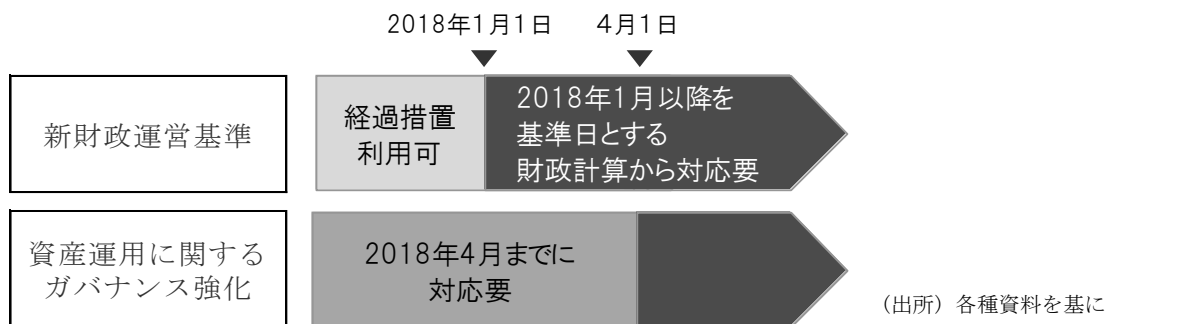 2018年1月1日
4月1日
新財政運営基準
経過措置
利用可
2018年1月以降を
基準日とする
財政計算から対応要
資産運用に関する
ガバナンス強化
2018年4月までに
対応要
（出所）各種資料を基に